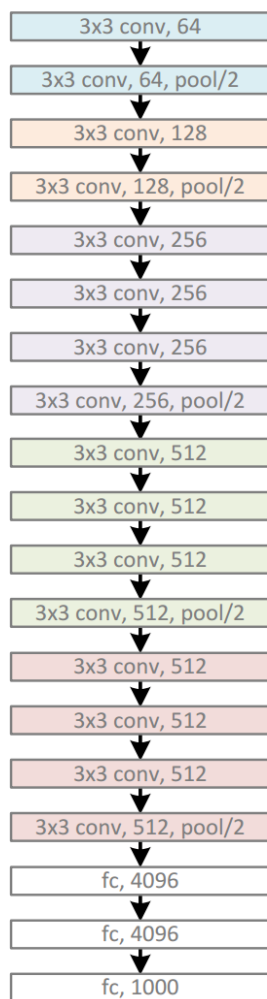 3x3 conv, 64
3x3 conv, 64, pool/2
3x3 conv, 128
3x3 conv, 128, pool/2
3x3 conv, 256
3x3 conv, 256
3x3 conv, 256
3x3 conv, 256, pool/2
3x3 conv, 512
3x3 conv, 512
3x3 conv, 512
3x3 conv, 512, pool/2
3x3 conv, 512
3x3 conv, 512
3x3 conv, 512
3x3 conv, 512, pool/2
fc, 4096
fc, 4096
fc, 1000